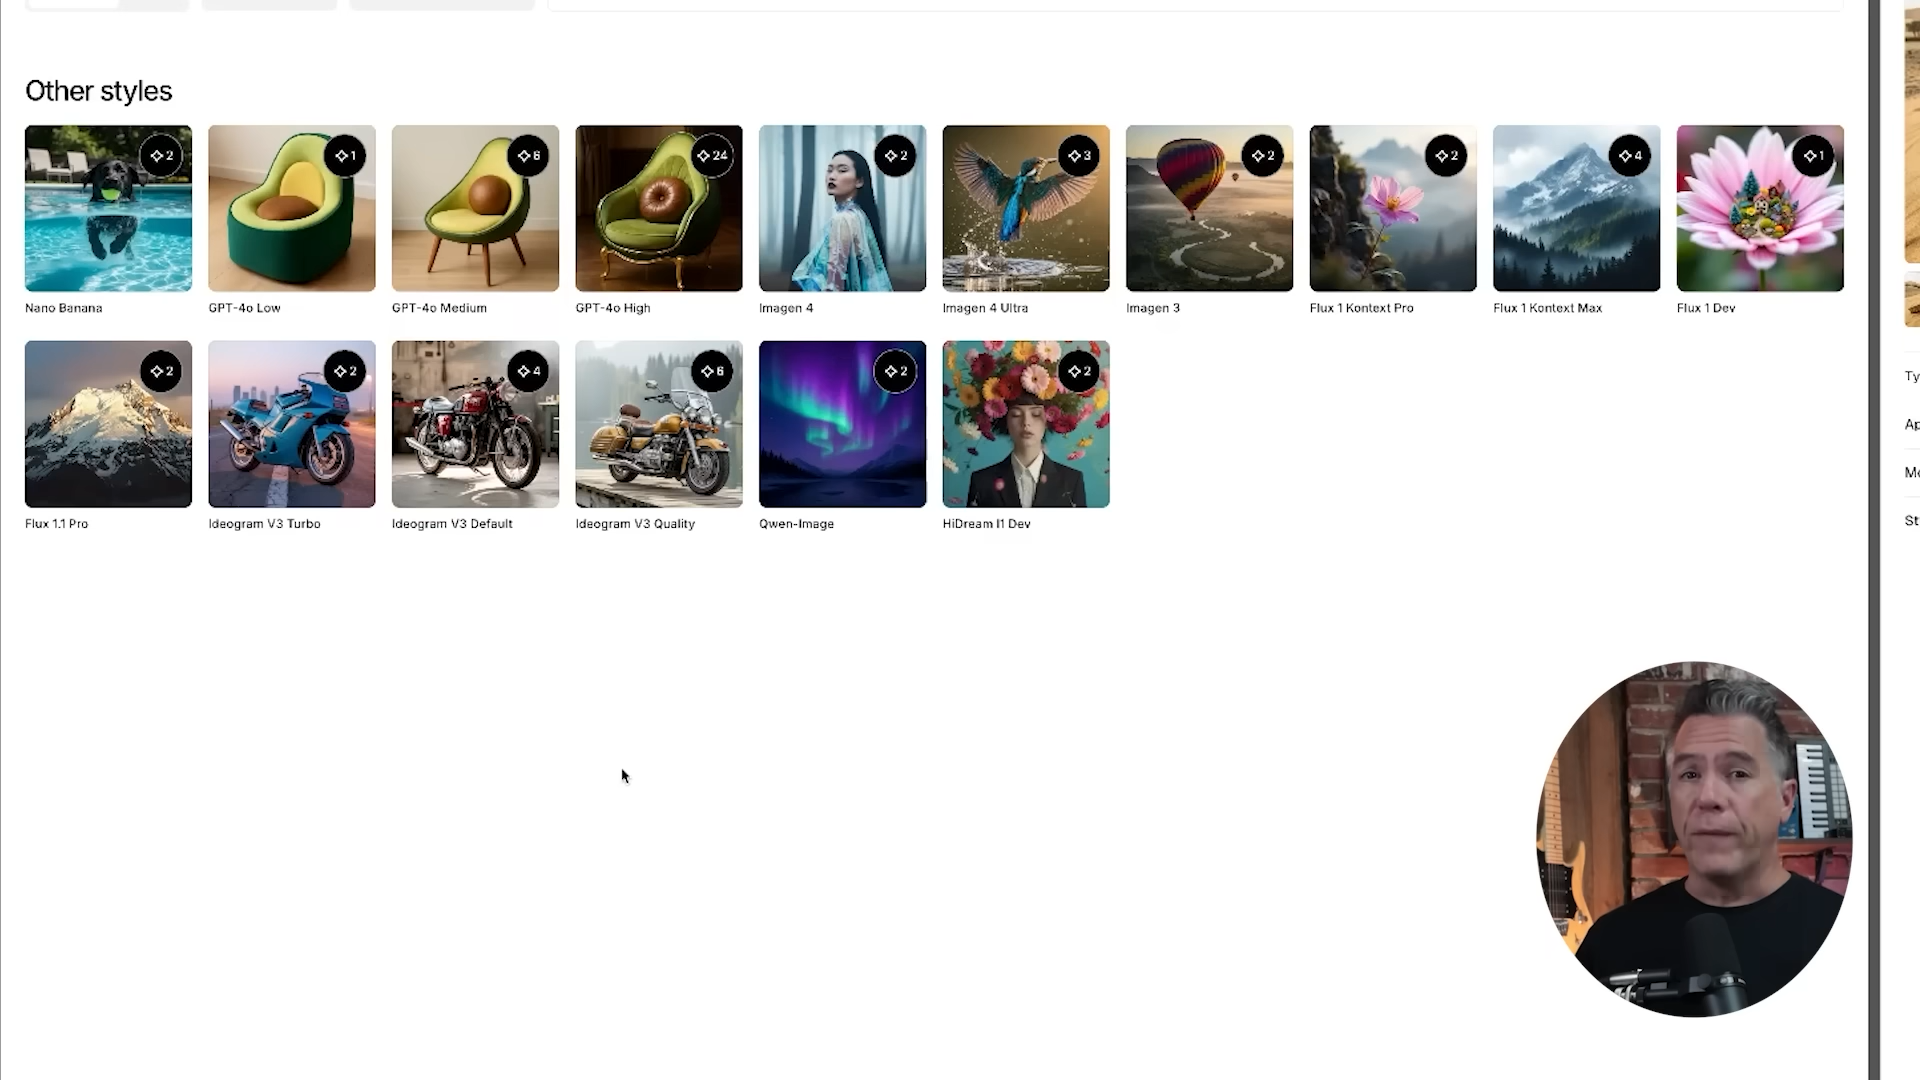 Other styles
2
1
6
24
2
3
2
2
4
1
Nano Banana
GPT-4o Low
GPT-4o Medium
GPT-4o High
Imagen 4
Imagen 4 Ultra
Imagen 3
Flux 1 Kontext Pro
Flux 1 Kontext Max
Flux 1 Dev
2
2
4
6
2
2
Flux 1.1 Pro
Ideogram V3 Turbo
Ideogram V3 Default
Ideogram V3 Quality
Qwen-Image
HiDream I1 Dev
Ty
Ap
St